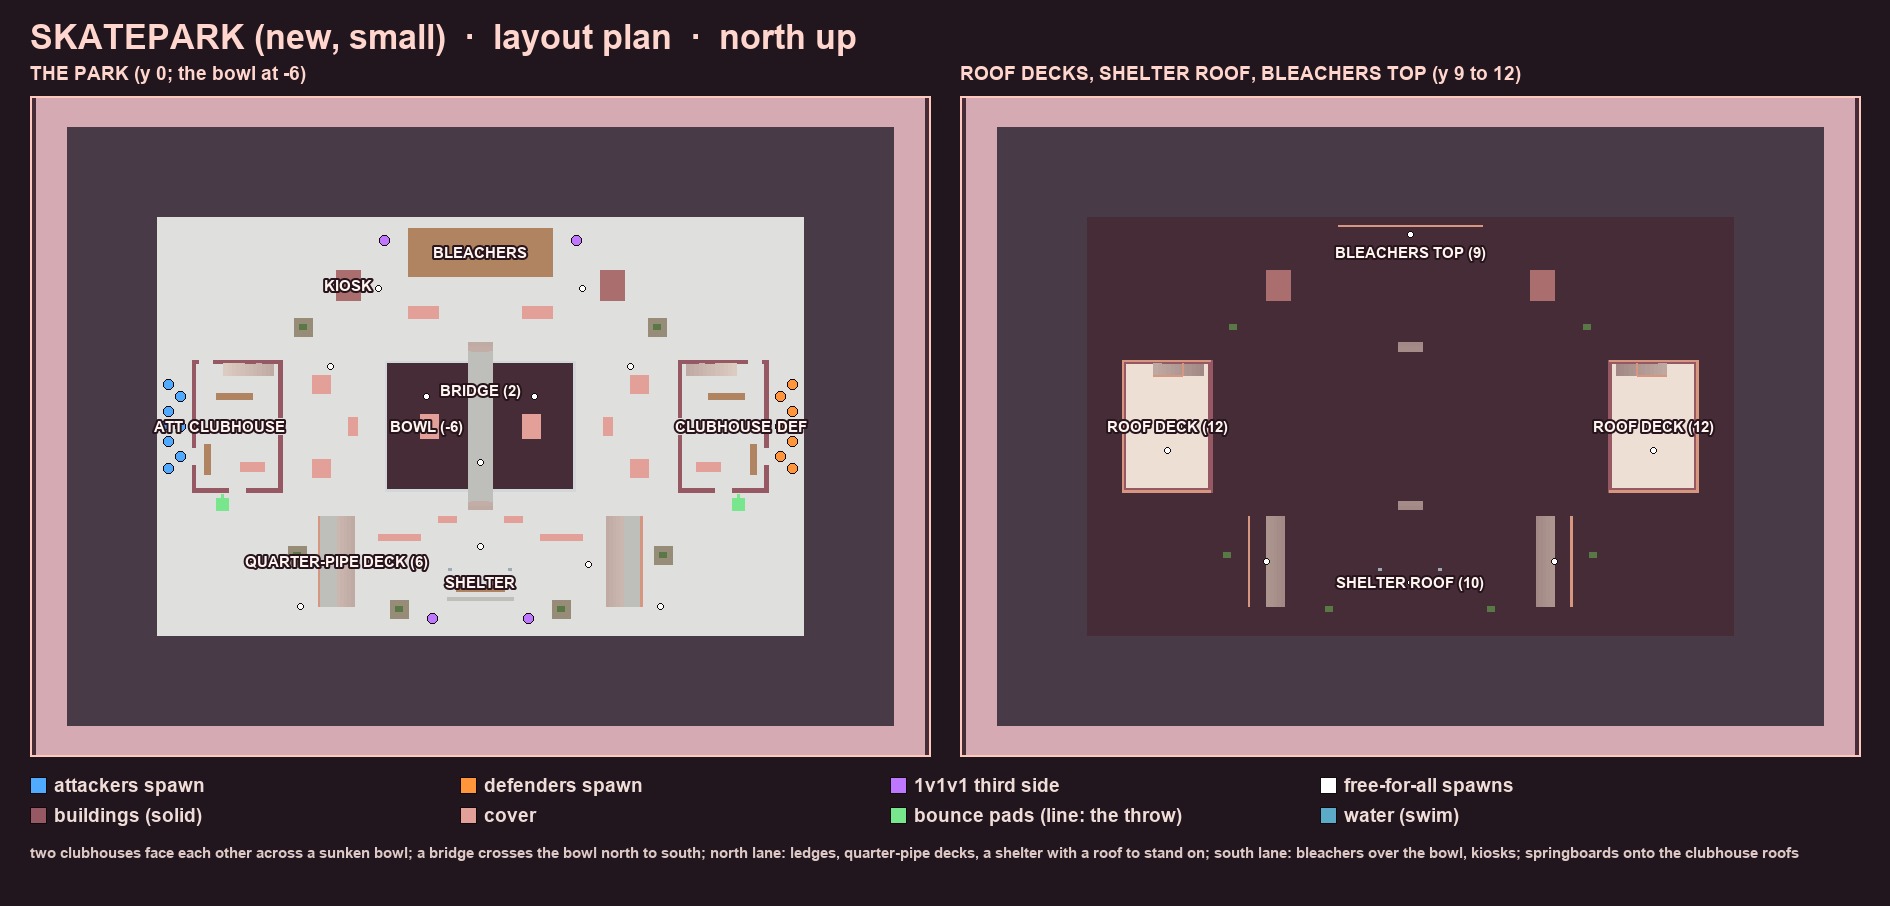 SKATEPARK (new, small) · layout plan · north up
THE PARK (y 0; the bowl at -6)
ROOF DECKS, SHELTER ROOF, BLEACHERS TOP (y 9 to 12)
BLEACHERS
KIOSK
BRIDGE (2)
ATT CLUBHOUSE
BOWL (-6)
CLUBHOUSE DEF
QUARTER-PIPE DECK (6)
SHELTER
BLEACHERS TOP (9)
ROOF DECK (12)
ROOF DECK (12)
SHELTER ROOF (10)
attackers spawn
defenders spawn
1v1v1 third side
free-for-all spawns
buildings (solid)
cover
bounce pads (line: the throw)
water (swim)
two clubhouses face each other across a sunken bowl; a bridge crosses the bowl north to south; north lane: ledges, quarter-pipe decks, a shelter with a roof to stand on; south lane: bleachers over the bowl, kiosks; springboards onto the clubhouse roofs